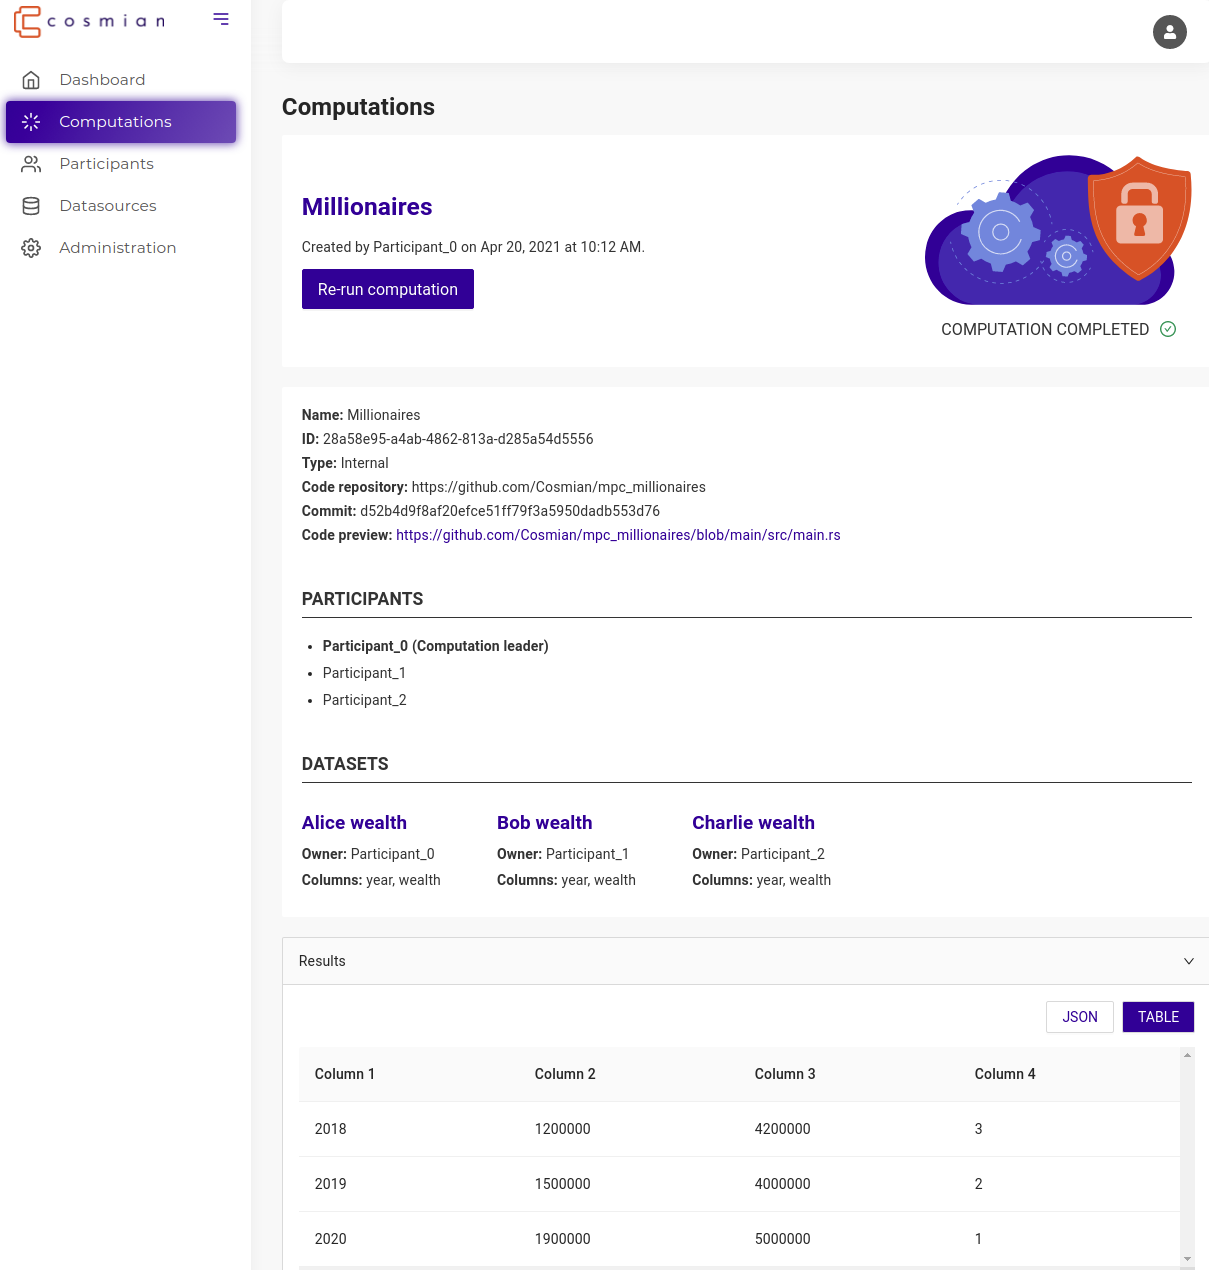 cosmian
Dashboard
Computations
Participants
Datasources
Administration
Computations
Millionaires
Created by Participant_0 on Apr 20, 2021 at 10:12 AM.
Re-run computation
COMPUTATION COMPLETED
Name: Millionaires
ID: 28a58e95-a4ab-4862-813a-d285a54d5556
Type: Internal
Code repository: https://github.com/Cosmian/mpc_millionaires
Commit: d52b4d9f8af20efce51ff79f3a5950dadb553d76
Code preview: https://github.com/Cosmian/mpc_millionaires/blob/main/src/main.rs
PARTICIPANTS
Participant_0 (Computation leader)
Participant_1
Participant_2
DATASETS
Alice wealth Bob wealth Charlie wealth
Owner: Participant_0 Owner: Participant_1 Owner: Participant_2
Columns: year, wealth Columns: year, wealth Columns: year, wealth
Results
JSON TABLE
Column 1 Column 2 Column 3 Column 4
2018 1200000 4200000 3
2019 1500000 4000000 2
2020 1900000 5000000 1